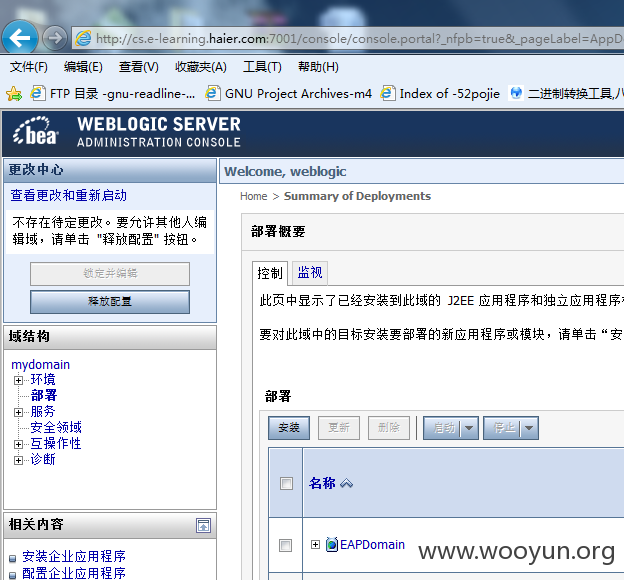 http://cs.e-learning.haier.com:7001/console/console.portal?_nfpb=true&_pageLabel=AppD
文件(F) 编辑(E) 查看(V) 收藏夹(A) 工具(T) 帮助(H)
FTP 目录 -gnu-readline-... GNU Project Archives-m4 Index of -52pojie 二进制转换工具,八
bea WEBLOGIC SERVER
ADMINISTRATION CONSOLE
更改中心
查看更改和重新启动
不存在待定更改。要允许其他人编
辑域，请单击 "释放配置" 按钮。
锁定并编辑
释放配置
域结构
mydomain
环境
部署
服务
安全领域
互操作性
诊断
相关内容
安装企业应用程序
配置企业应用程序
Welcome, weblogic
Home > Summary of Deployments
部署概要
控制 监视
此页中显示了已经安装到此域的 J2EE 应用程序和独立应用程序
要对此域中的目标安装要部署的新应用程序或模块，请单击“安
部署
安装 更新 删除 启动 停止
名称
EAPDomain
www.wooyun.org